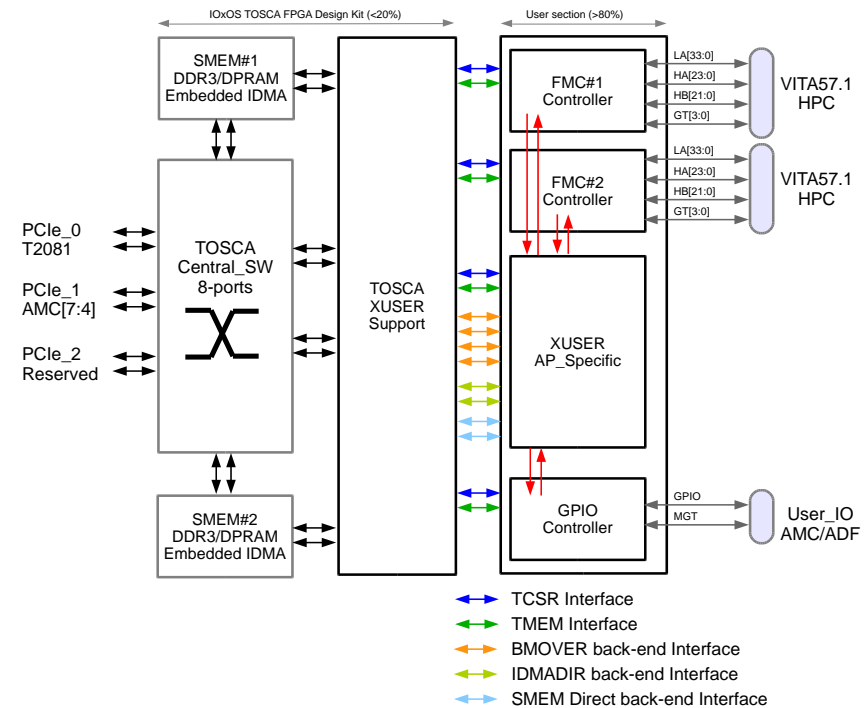 IOxOS TOSCA FPGA Design Kit (<20%)
User section (>80%)
SMEM#1
DDR3/DPRAM
Embedded IDMA
FMC#1
Controller
LA[33:0]
HA[23:0]
HB[21:0]
GT[3:0]
VITA57.1
HPC
FMC#2
Controller
LA[33:0]
HA[23:0]
HB[21:0]
GT[3:0]
VITA57.1
HPC
PCIe_0
T2081
PCIe_1
AMC[7:4]
PCIe_2
Reserved
TOSCA
Central_SW
8-ports
TOSCA
XUSER
Support
XUSER
AP_Specific
SMEM#2
DDR3/DPRAM
Embedded IDMA
GPIO
Controller
GPIO
MGT
User_IO
AMC/ADF
TCSR Interface
TMEM Interface
BMOVER back-end Interface
IDMADIR back-end Interface
SMEM Direct back-end Interface